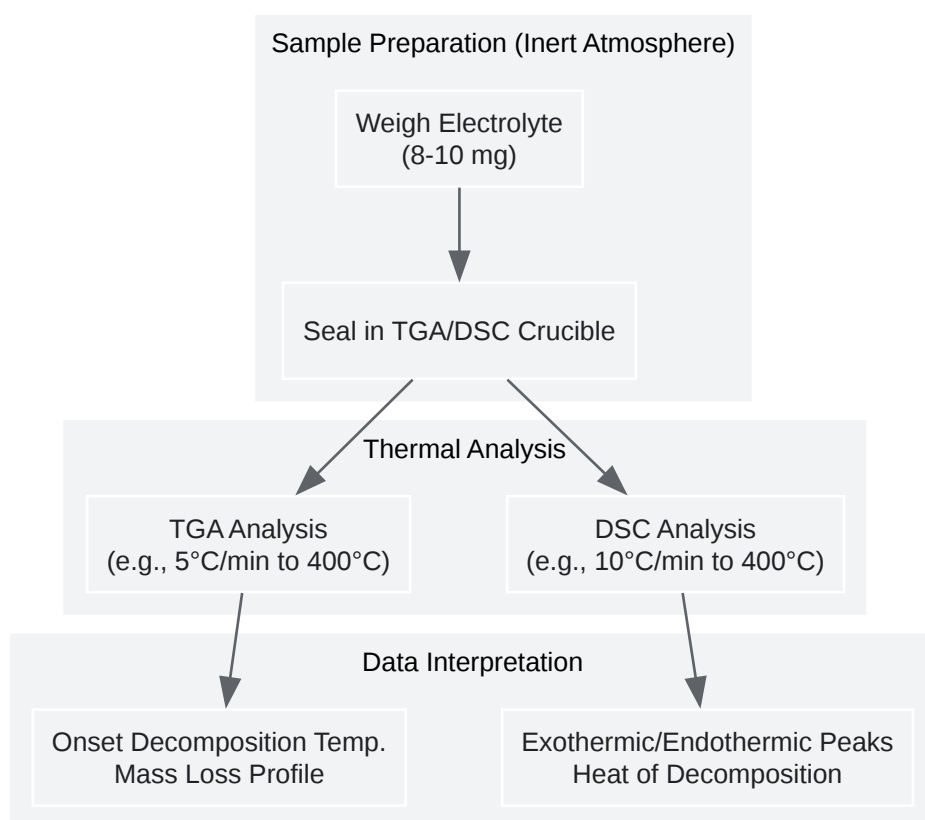 Sample Preparation (Inert Atmosphere)
Weigh Electrolyte
(8-10 mg)
Seal in TGA/DSC Crucible
Thermal Analysis
TGA Analysis
(e.g., 5°C/min to 400°C)
DSC Analysis
(e.g., 10°C/min to 400°C)
Data Interpretation
Onset Decomposition Temp.
Mass Loss Profile
Exothermic/Endothermic Peaks
Heat of Decomposition